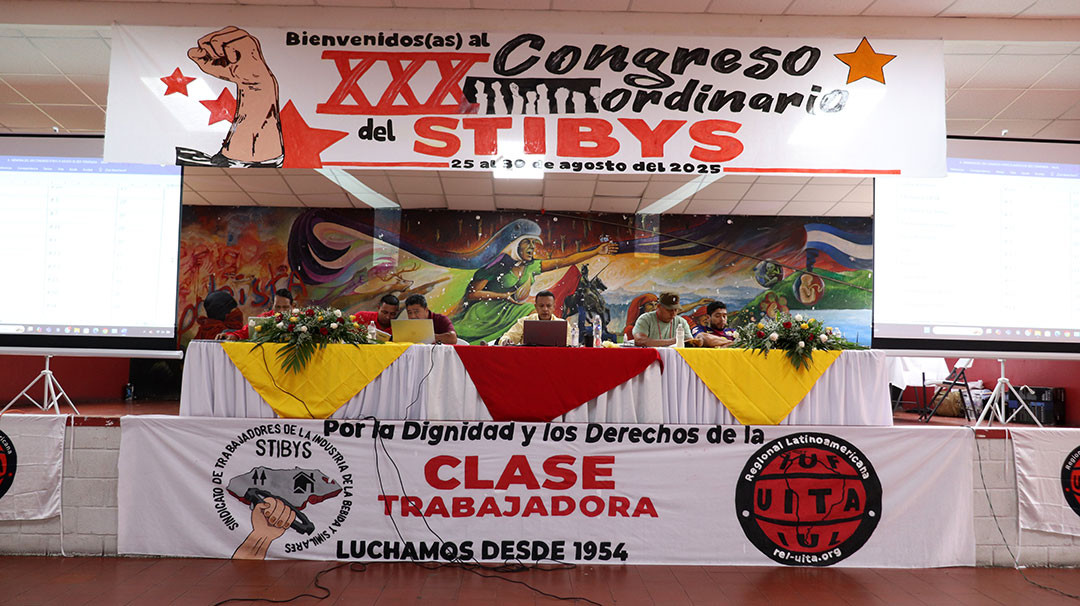 Bienvenidos(as) al
XXX Congreso
ordinario
del STIBYS
25 al 30 de agosto del 2025
Por la Dignidad y los Derechos de la
CLASE
TRABAJADORA
LUCHAMOS DESDE 1954
SINDICATO DE TRABAJADORES DE LA INDUSTRIA DE LA BEBIDA Y SIMILARES
STIBYS
Regional Latinoamericana
IUF
UITA
IUL
rel-uita.org